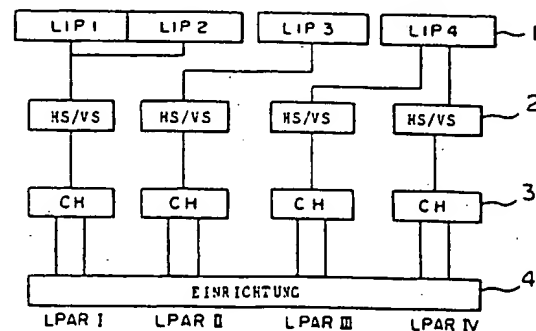 LIP 1 LIP 2 LIP 3 LIP 4 1
HS/VS HS/VS HS/VS HS/VS 2
CH CH CH CH 3
EINRICHTUNG 4
LPAR I LPAR II LPAR III LPAR IV